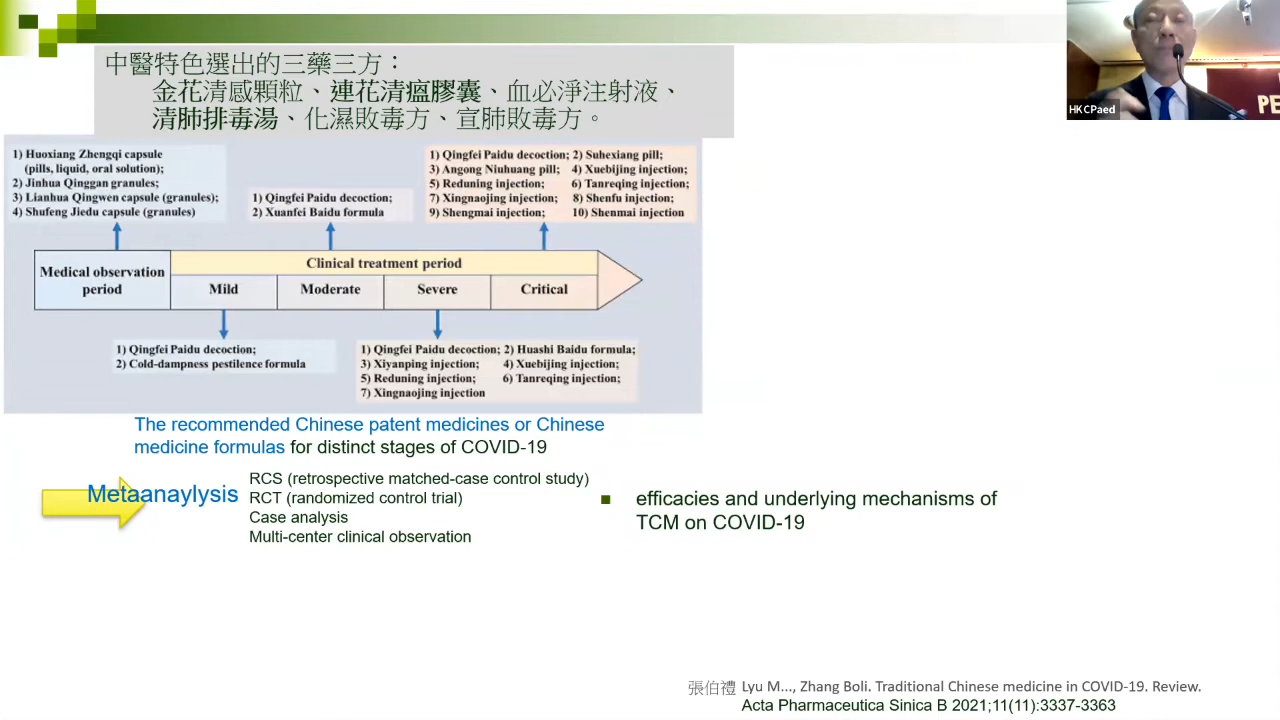 中醫特色選出的三藥三方：
金花清感顆粒、連花清瘟膠囊、血必淨注射液、
清肺排毒湯、化濕敗毒方、宣肺敗毒方。
HKCPaed
PE
1) Huoxiang Zhengqi capsule
(pills, liquid, oral solution);
2) Jinhua Qinggan granules;
3) Lianhua Qingwen capsule (granules);
4) Shufeng Jiedu capsule (granules)
1) Qingfei Paidu decoction;
2) Xuanfei Baidu formula
1) Qingfei Paidu decoction; 2) Suhexiang pill;
3) Angong Niuhuang pill; 4) Xuebijing injection;
5) Reduning injection; 6) Tanreqing injection;
7) Xingnaojing injection; 8) Shenfu injection;
9) Shengmai injection; 10) Shenmai injection
Medical observation
period
Clinical treatment period
Mild Moderate Severe Critical
1) Qingfei Paidu decoction;
2) Cold-dampness pestilence formula
1) Qingfei Paidu decoction; 2) Huashi Baidu formula;
3) Xiyanping injection; 4) Xuebijing injection;
5) Reduning injection; 6) Tanreqing injection;
7) Xingnaojing injection
The recommended Chinese patent medicines or Chinese
medicine formulas for distinct stages of COVID-19
Metaanaylysis
RCS (retrospective matched-case control study)
RCT (randomized control trial)
Case analysis
Multi-center clinical observation
■ efficacies and underlying mechanisms of
TCM on COVID-19
張伯禮 Lyu M..., Zhang Boli. Traditional Chinese medicine in COVID-19. Review.
Acta Pharmaceutica Sinica B 2021;11(11):3337-3363